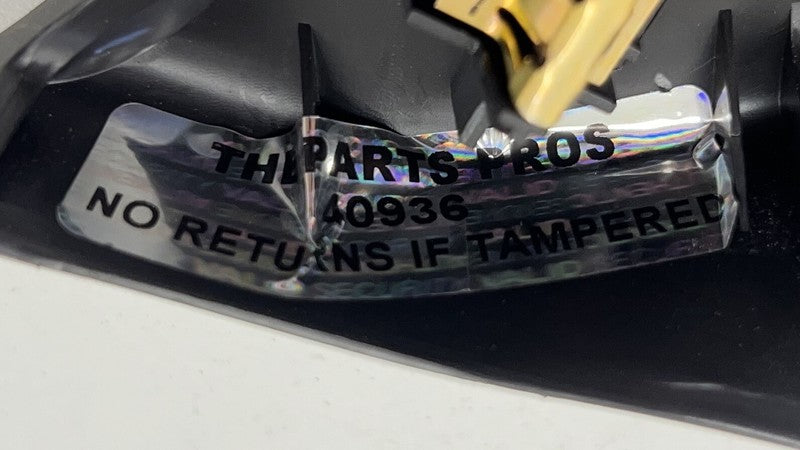 THE PARTS PROS
40936
NO RETURNS IF TAMPERED